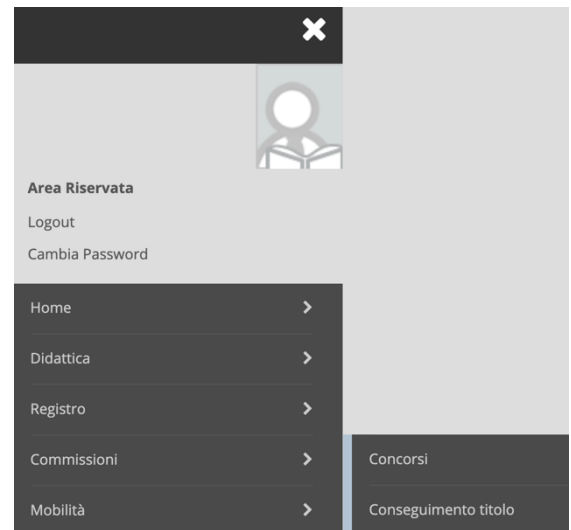 Area Riservata
Logout
Cambia Password
Home
Didattica
Registro
Commissioni
Concorsi
Mobilità
Conseguimento titolo